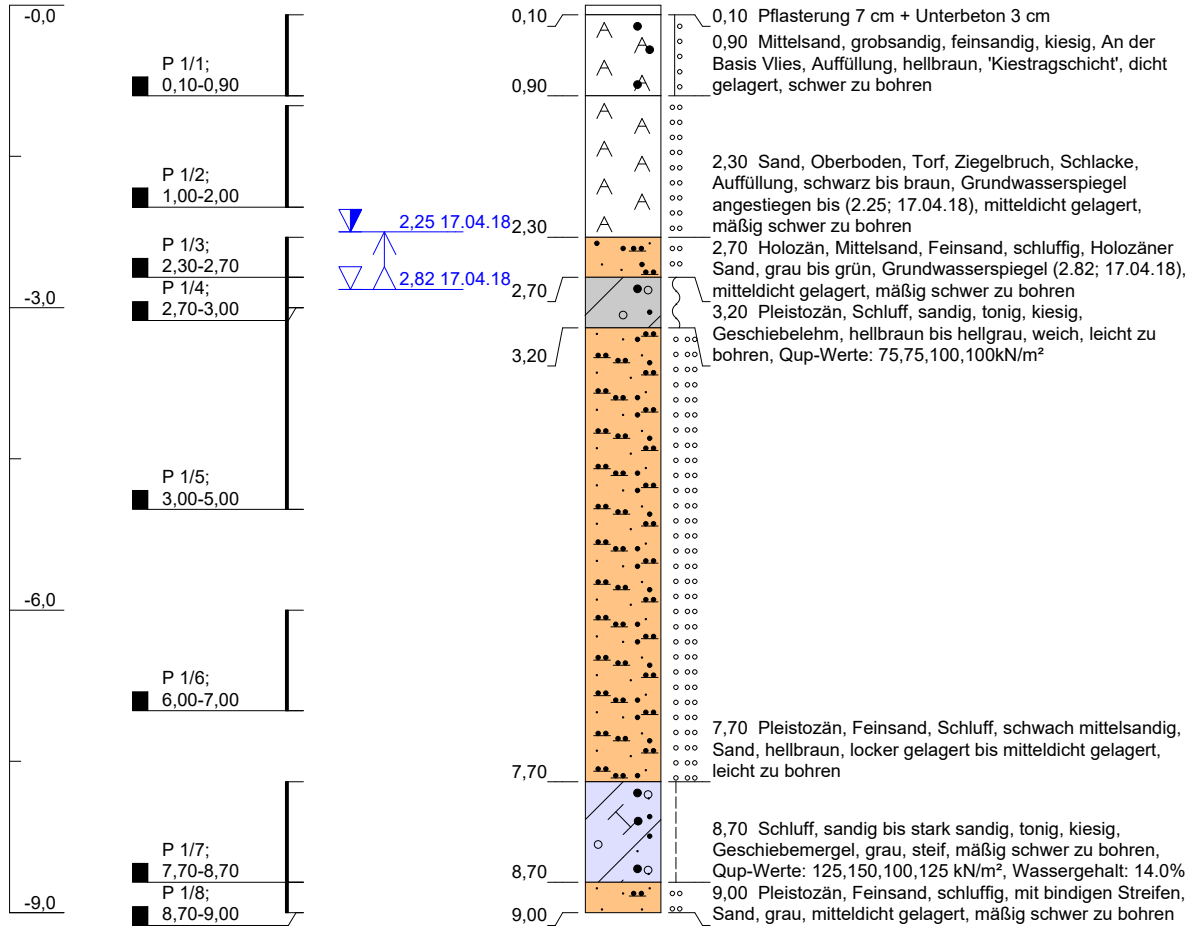 -0,0
-3,0
-6,0
-9,0
P 1/1;
0,10-0,90
P 1/2;
1,00-2,00
P 1/3;
2,30-2,70
P 1/4;
2,70-3,00
P 1/5;
3,00-5,00
P 1/6;
6,00-7,00
P 1/7;
7,70-8,70
P 1/8;
8,70-9,00
2,25 17.04.18
2,82 17.04.18
0,10
0,90
2,30
2,70
3,20
7,70
8,70
9,00
0,10 Pflasterung 7 cm + Unterbeton 3 cm
0,90 Mittelsand, grobsandig, feinsandig, kiesig, An der
Basis Vlies, Auffüllung, hellbraun, 'Kiestragschicht', dicht
gelagert, schwer zu bohren
2,30 Sand, Oberboden, Torf, Ziegelbruch, Schlacke,
Auffüllung, schwarz bis braun, Grundwasserspiegel
angestiegen bis (2.25; 17.04.18), mitteldicht gelagert,
mäßig schwer zu bohren
2,70 Holozän, Mittelsand, Feinsand, schluffig, Holozäner
Sand, grau bis grün, Grundwasserspiegel (2.82; 17.04.18),
mitteldicht gelagert, mäßig schwer zu bohren
3,20 Pleistozän, Schluff, sandig, tonig, kiesig,
Geschiebelehm, hellbraun bis hellgrau, weich, leicht zu
bohren, Qup-Werte: 75,75,100,100kN/m²
7,70 Pleistozän, Feinsand, Schluff, schwach mittelsandig,
Sand, hellbraun, locker gelagert bis mitteldicht gelagert,
leicht zu bohren
8,70 Schluff, sandig bis stark sandig, tonig, kiesig,
Geschiebemergel, grau, steif, mäßig schwer zu bohren,
Qup-Werte: 125,150,100,125 kN/m², Wassergehalt: 14.0%
9,00 Pleistozän, Feinsand, schluffig, mit bindigen Streifen,
Sand, grau, mitteldicht gelagert, mäßig schwer zu bohren